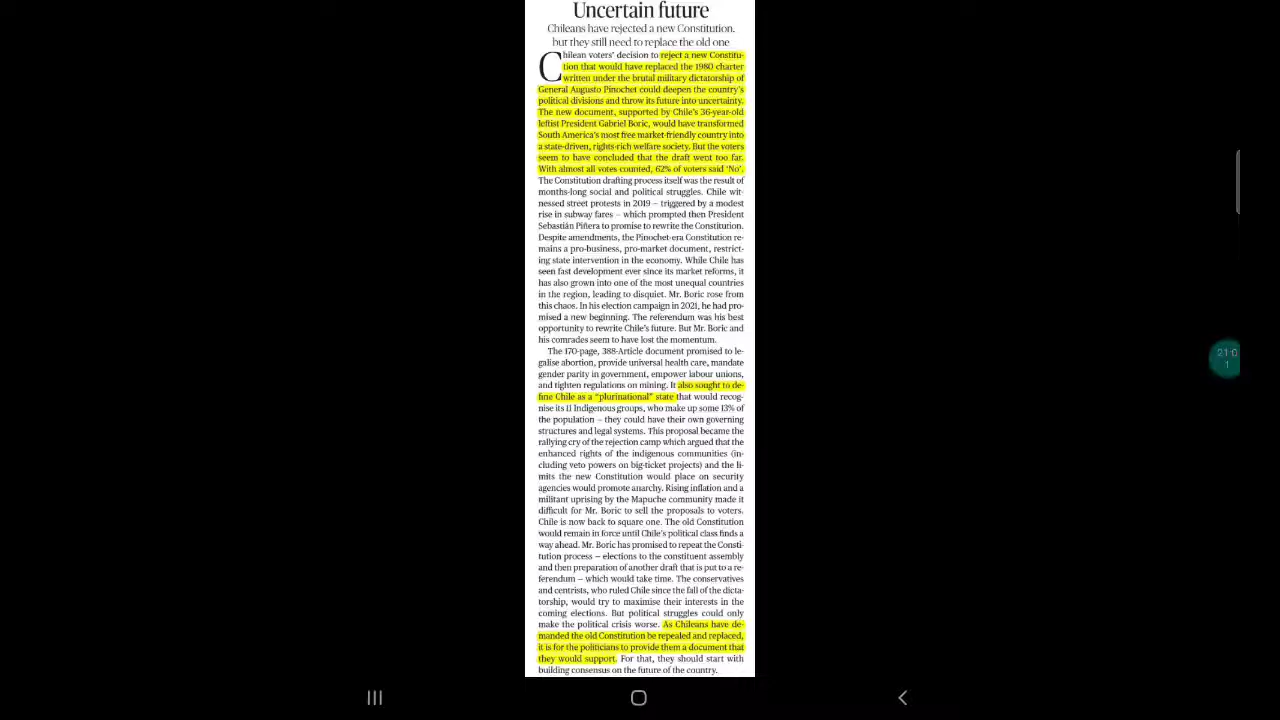 Uncertain future
Chileans have rejected a new Constitution,
but they still need to replace the old one
Chilean voters' decision to reject a new Constitu-
tion that would have replaced the 1980 charter
written under the brutal military dictatorship of
General Augusto Pinochet could deepen the country's
political divisions and throw its future into uncertainty.
The new document, supported by Chile's 36-year-old
leftist President Gabriel Boric, would have transformed
South America's most free market-friendly country into
a state-driven, rights-rich welfare society. But the voters
seem to have concluded that the draft went too far.
With almost all votes counted, 62% of voters said 'No'.
The Constitution drafting process itself was the result of
months-long social and political struggles. Chile wit-
nessed street protests in 2019 — triggered by a modest
rise in subway fares — which prompted then President
Sebastián Piñera to promise to rewrite the Constitution.
Despite amendments, the Pinochet-era Constitution re-
mains a pro-business, pro-market document, restrict-
ing state intervention in the economy. While Chile has
seen fast development ever since its market reforms, it
has also grown into one of the most unequal countries
in the region, leading to disquiet. Mr. Boric rose from
this chaos. In his election campaign in 2021, he had pro-
mised a new beginning. The referendum was his best
opportunity to rewrite Chile's future. But Mr. Boric and
his comrades seem to have lost the momentum.
The 170-page, 388-Article document promised to le-
galise abortion, provide universal health care, mandate
gender parity in government, empower labour unions,
and tighten regulations on mining. It also sought to de-
fine Chile as a "plurinational" state that would recog-
nise its 11 Indigenous groups, who make up some 13% of
the population — they could have their own governing
structures and legal systems. This proposal became the
rallying cry of the rejection camp which argued that the
enhanced rights of the indigenous communities (in-
cluding veto powers on big-ticket projects) and the li-
mits the new Constitution would place on security
agencies would promote anarchy. Rising inflation and a
militant uprising by the Mapuche community made it
difficult for Mr. Boric to sell the proposals to voters.
Chile is now back to square one. The old Constitution
would remain in force until Chile's political class finds a
way ahead. Mr. Boric has promised to repeat the Consti-
tution process — elections to the constituent assembly
and then preparation of another draft that is put to a re-
ferendum — which would take time. The conservatives
and centrists, who ruled Chile since the fall of the dicta-
torship, would try to maximise their interests in the
coming elections. But political struggles could only
make the political crisis worse. As Chileans have de-
manded the old Constitution be repealed and replaced,
it is for the politicians to provide them a document that
they would support. For that, they should start with
building consensus on the future of the country.
21:0
1